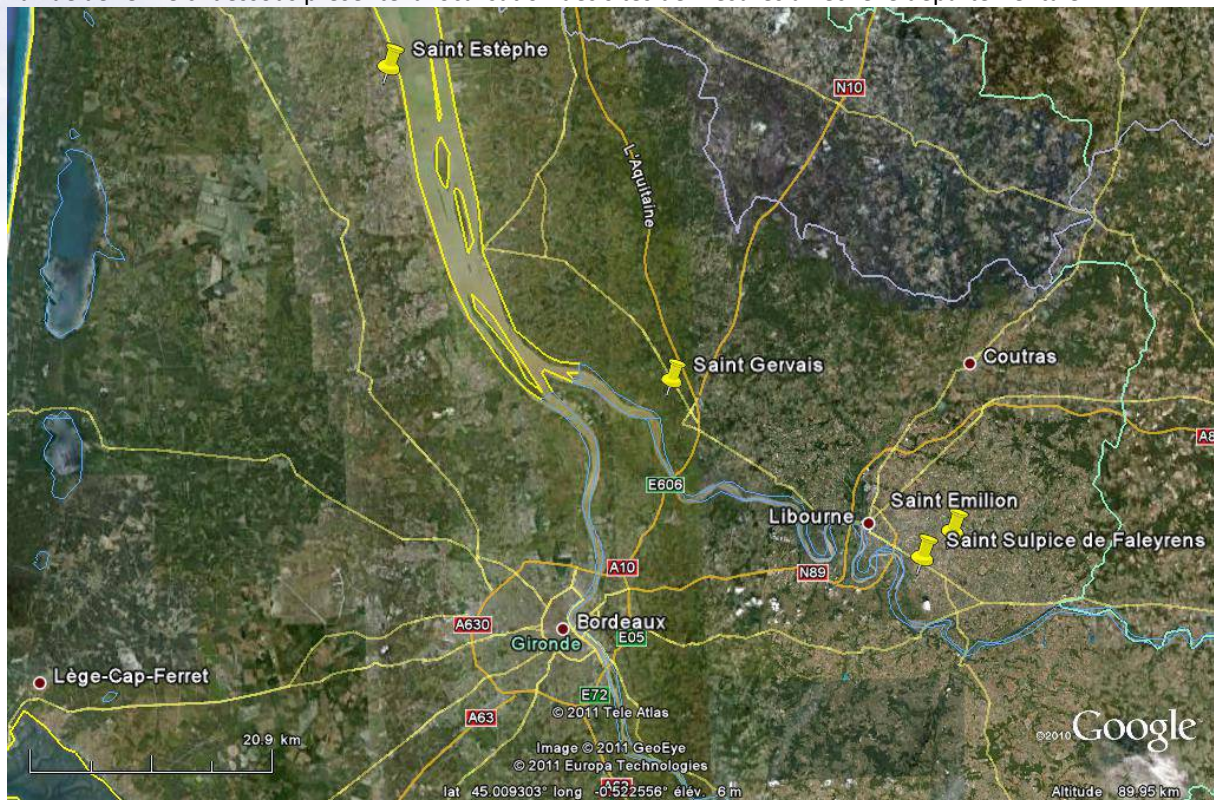 Saint Estèphe
N10
L'Aquitaine
Saint Gervais
Coutras
A8
E606
Saint Emilion
Libourne
Saint Sulpice de Faleyrens
A10
N89
A630
Bordeaux
Gironde
E05
Lège-Cap-Ferret
E72
© 2011 Tele Atlas
A63
20.9 km
Image © 2011 GeoEye
© 2011 Europa Technologies
©2010 Google
lat 45.009303° long -0.522556° élév. 6 m
Altitude 89.95 km